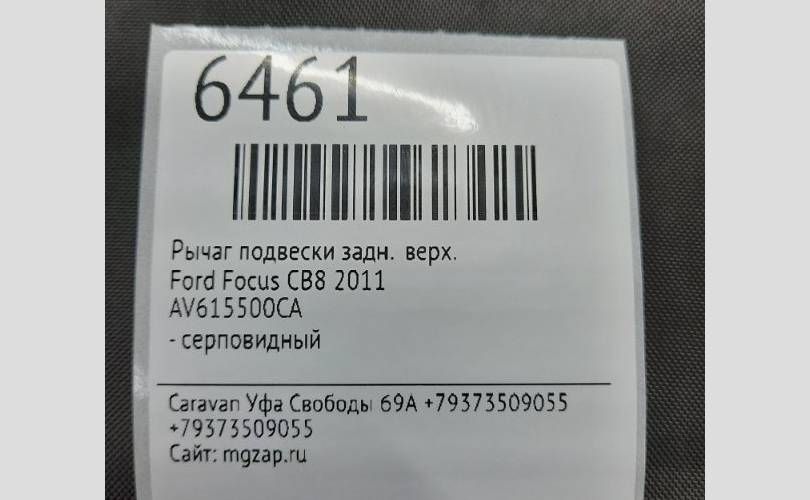 6461
Рычаг подвески задн. верх.
Ford Focus CB8 2011
AV615500CA
- серповидный
Caravan Уфа Свободы 69А +79373509055
+79373509055
Сайт: mgzap.ru